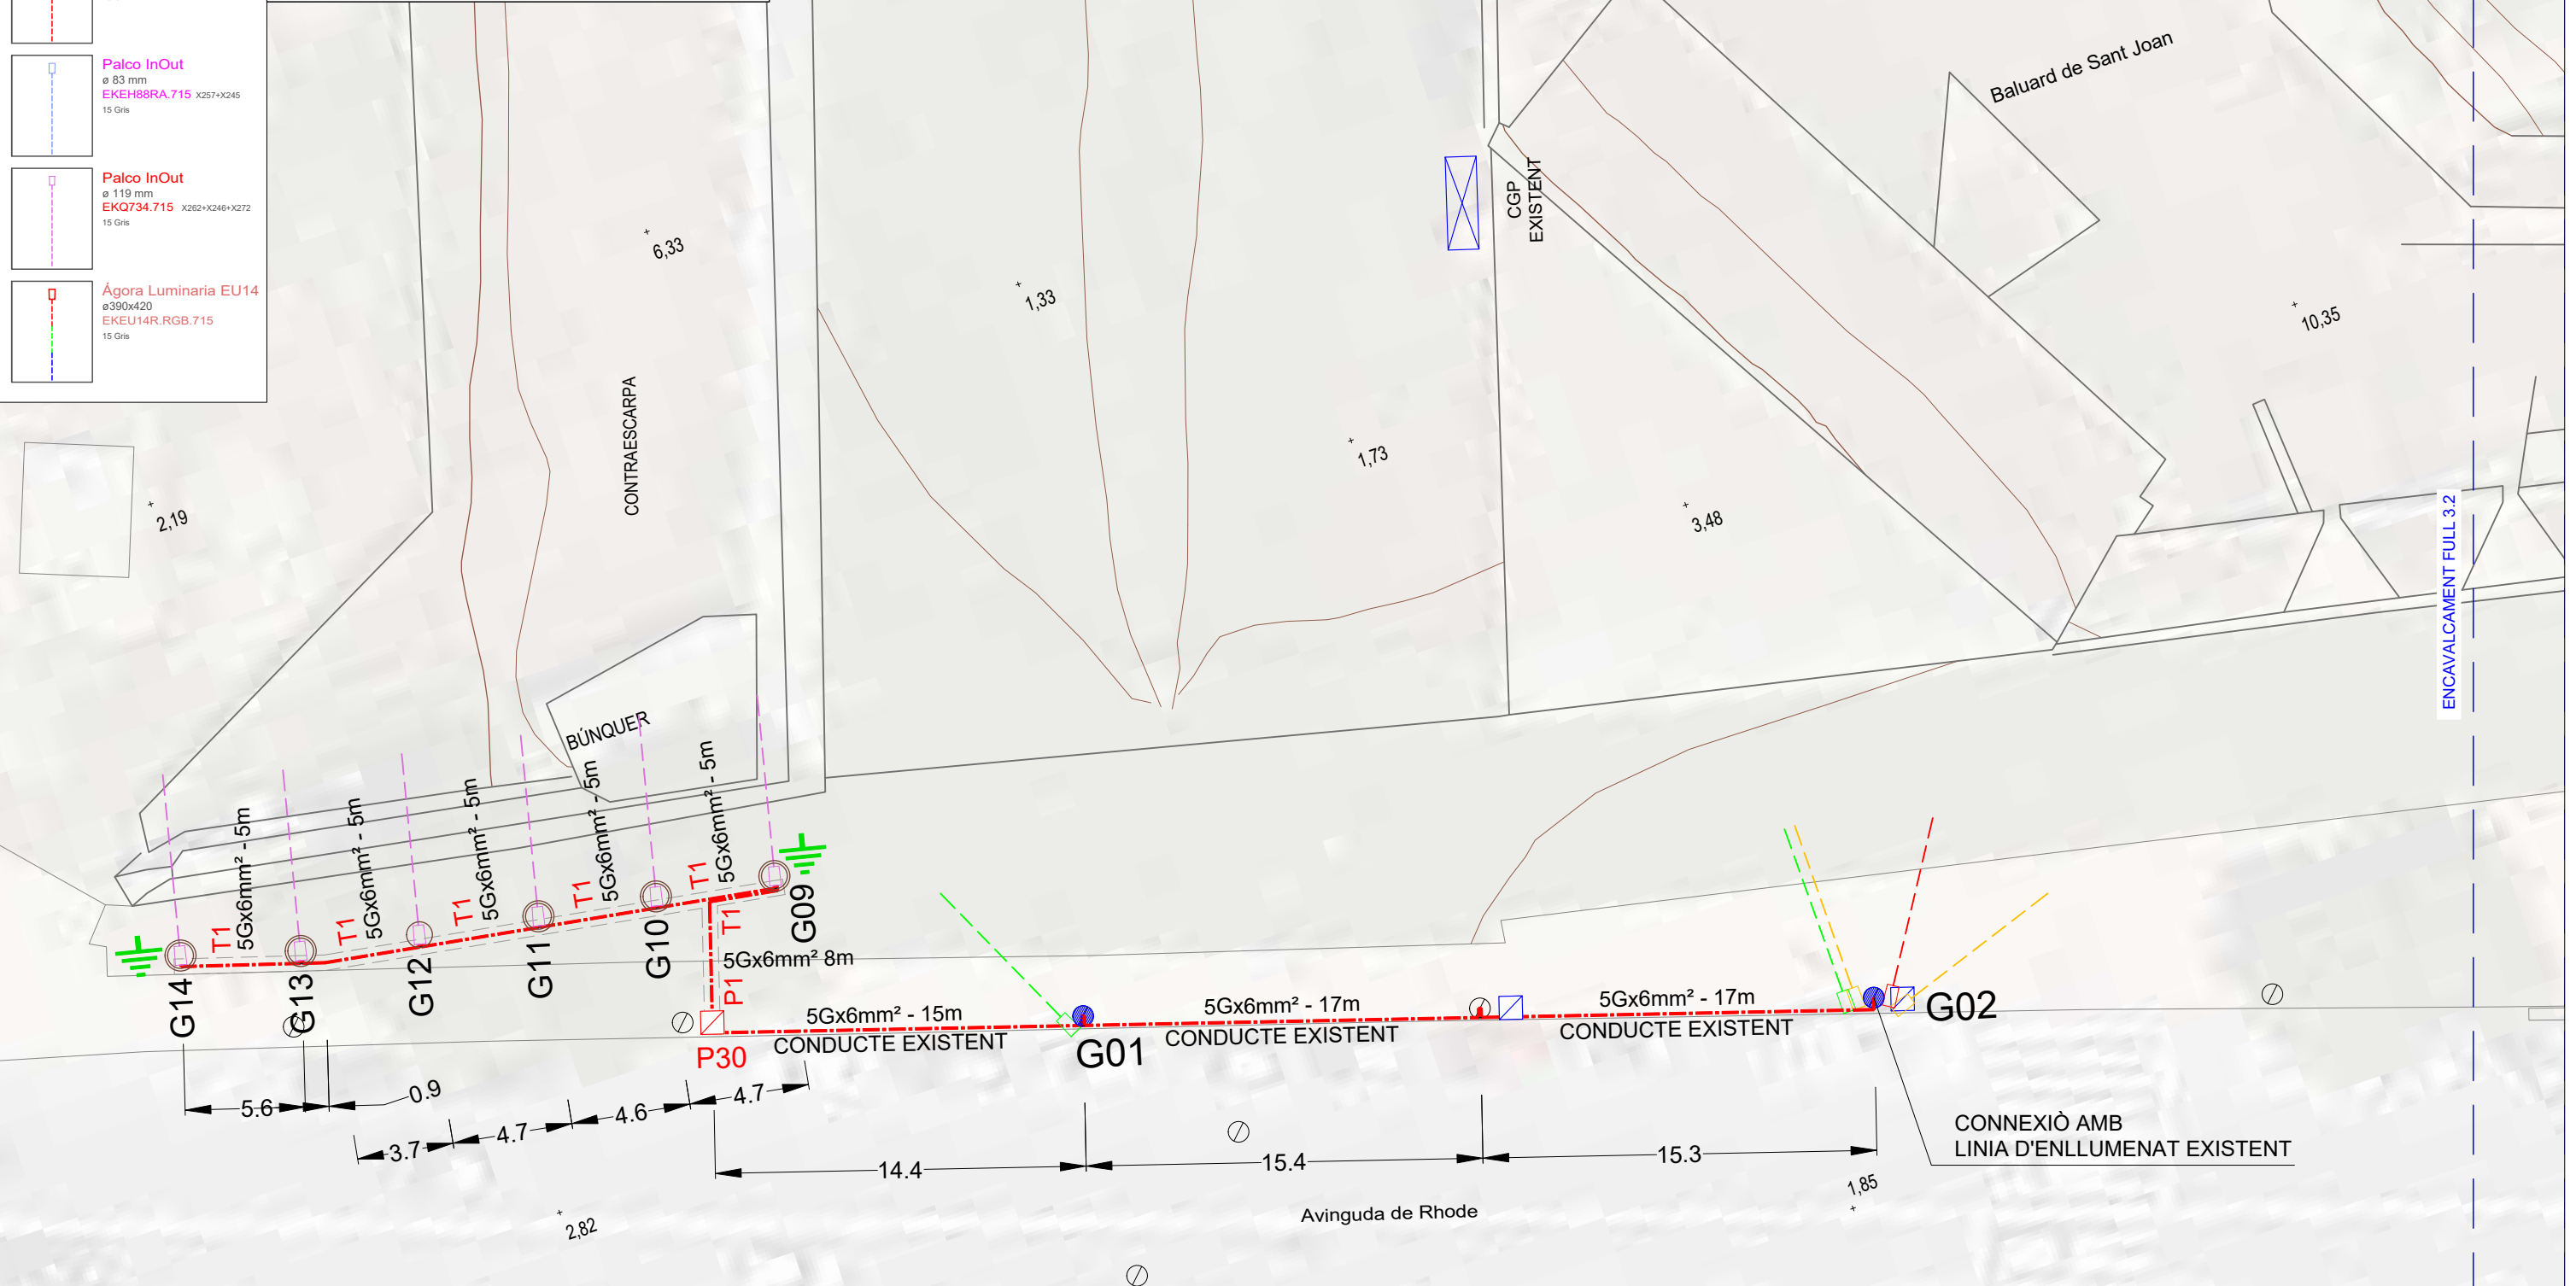 Palco InOut
ø 83 mm
EKEH88RA.715 X257+X245
15 Gris
Palco InOut
ø 119 mm
EKQ734.715 X262+X246+X272
15 Gris
Ágora Luminaria EU14
ø390x420
EKEU14R.RGB.715
15 Gris
Baluard de Sant Joan
CGP
EXISTENT
6,33
1,33
10,35
CONTRAESCARPA
1,73
2,19
3,48
ENCAVALCAMENT FULL 3.2
BÚNQUER
5Gx6mm² - 5m
5Gx6mm² - 5m
5Gx6mm² - 5m
5Gx6mm² - 5m
5Gx6mm² - 5m
T1
T1
T1
T1
T1
T1
P1
5Gx6mm² 8m
G14
G13
G12
G11
G10
G09
5Gx6mm² - 15m
CONDUCTE EXISTENT
5Gx6mm² - 17m
CONDUCTE EXISTENT
5Gx6mm² - 17m
CONDUCTE EXISTENT
P30
G01
G02
5.6
0.9
3.7
4.7
4.6
4.7
14.4
15.4
15.3
CONNEXIÒ AMB
LINIA D'ENLLUMENAT EXISTENT
1,85
2,82
Avinguda de Rhode